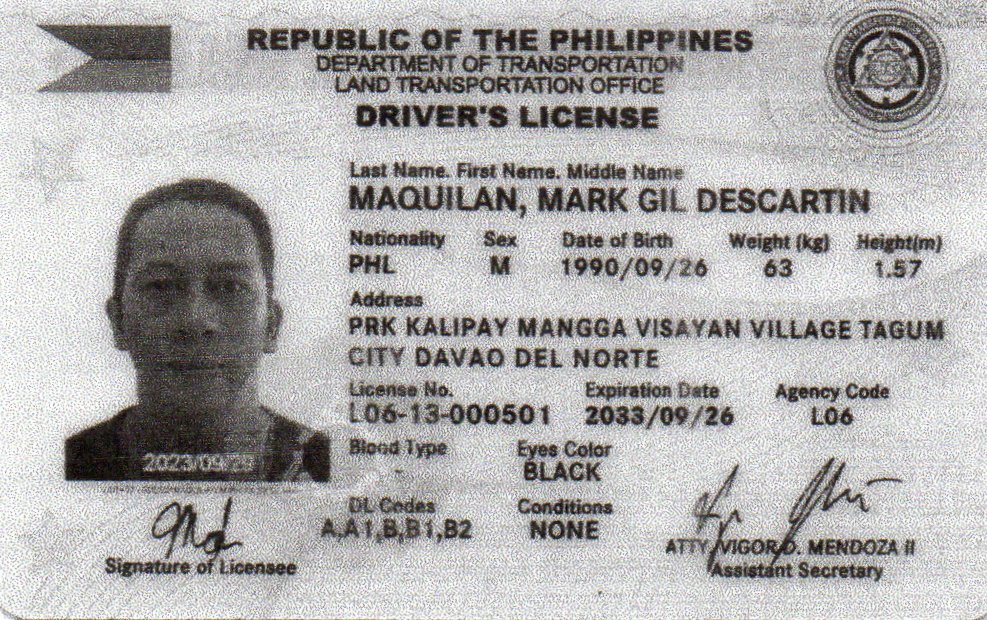 REPUBLIC OF THE PHILIPPINES
DEPARTMENT OF TRANSPORTATION
LAND TRANSPORTATION OFFICE
DRIVER'S LICENSE
Last Name. First Name. Middle Name
MAQUILAN, MARK GIL DESCARTIN
Nationality Sex Date of Birth Weight (kg) Height(m)
PHL M 1990/09/26 63 1.57
Address
PRK KALIPAY MANGGA VISAYAN VILLAGE TAGUM
CITY DAVAO DEL NORTE
License No. Expiration Date Agency Code
L06-13-000501 2033/09/26 L06
Blood Type Eyes Color
- BLACK
DL Codes Conditions
A,A1,B,B1,B2 NONE
ATTY. VIGOR D. MENDOZA II
Assistant Secretary
Signature of Licensee